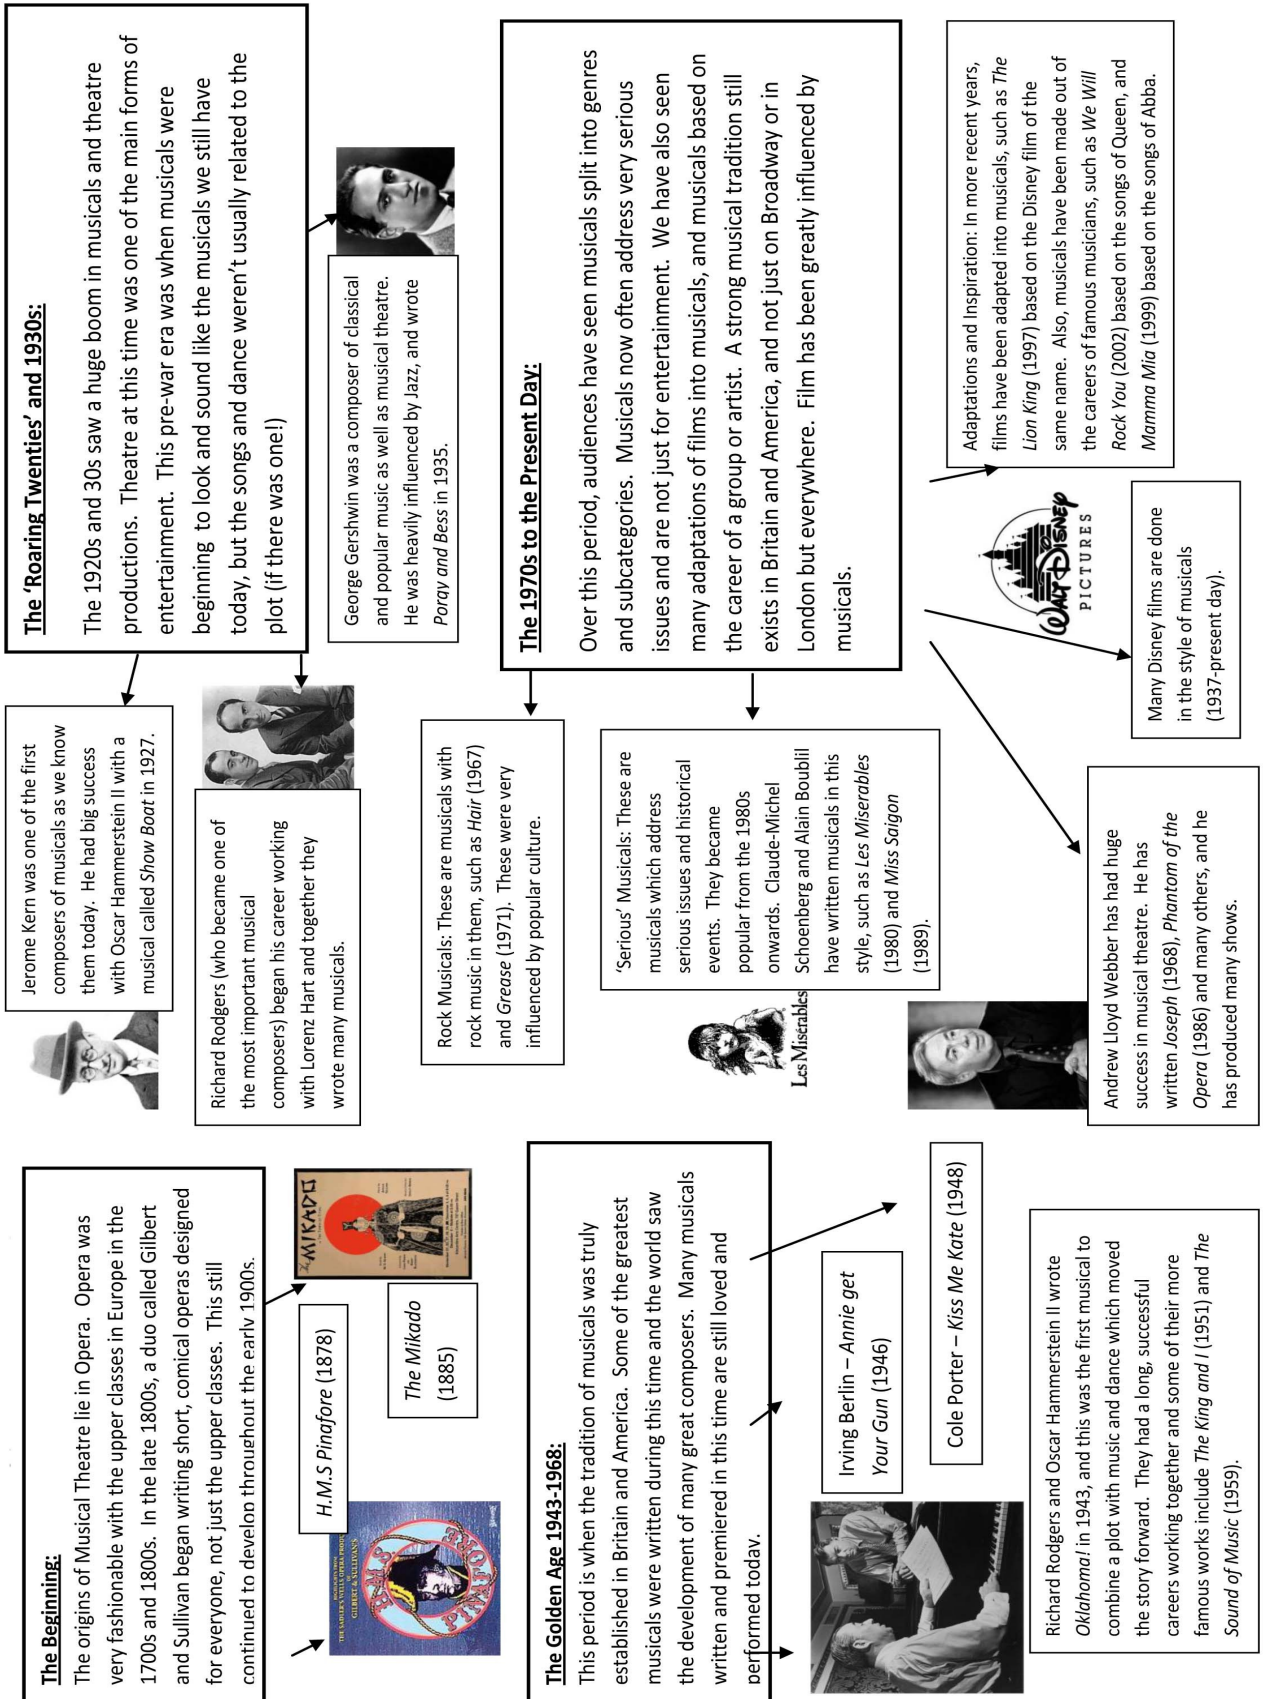 The Beginning:
The origins of Musical Theatre lie in Opera. Opera was
very fashionable with the upper classes in Europe in the
1700s and 1800s. In the late 1800s, a duo called Gilbert
and Sullivan began writing short, comical operas designed
for everyone, not just the upper classes. This still
continued to develop throughout the early 1900s.
H.M.S Pinafore (1878)
The Mikado
(1885)
The MIKADO
THE SADLER'S WELLS OPERA
GILBERT & SULLIVAN'S
H.M.S.
PINAFORE
Jerome Kern was one of the first
composers of musicals as we know
them today. He had big success
with Oscar Hammerstein II with a
musical called Show Boat in 1927.
Richard Rodgers (who became one of
the most important musical
composers) began his career working
with Lorenz Hart and together they
wrote many musicals.
The 'Roaring Twenties' and 1930s:
The 1920s and 30s saw a huge boom in musicals and theatre
productions. Theatre at this time was one of the main forms of
entertainment. This pre-war era was when musicals were
beginning to look and sound like the musicals we still have
today, but the songs and dance weren't usually related to the
plot (if there was one!)
George Gershwin was a composer of classical
and popular music as well as musical theatre.
He was heavily influenced by Jazz, and wrote
Porgy and Bess in 1935.
The Golden Age 1943-1968:
This period is when the tradition of musicals was truly
established in Britain and America. Some of the greatest
musicals were written during this time and the world saw
the development of many great composers. Many musicals
written and premiered in this time are still loved and
performed today.
Irving Berlin – Annie get
Your Gun (1946)
Cole Porter – Kiss Me Kate (1948)
Richard Rodgers and Oscar Hammerstein II wrote
Oklahoma! in 1943, and this was the first musical to
combine a plot with music and dance which moved
the story forward. They had a long, successful
careers working together and some of their more
famous works include The King and I (1951) and The
Sound of Music (1959).
The 1970s to the Present Day:
Over this period, audiences have seen musicals split into genres
and subcategories. Musicals now often address very serious
issues and are not just for entertainment. We have also seen
many adaptations of films into musicals, and musicals based on
the career of a group or artist. A strong musical tradition still
exists in Britain and America, and not just on Broadway or in
London but everywhere. Film has been greatly influenced by
musicals.
Rock Musicals: These are musicals with
rock music in them, such as Hair (1967)
and Grease (1971). These were very
influenced by popular culture.
'Serious' Musicals: These are
musicals which address
serious issues and historical
events. They became
popular from the 1980s
onwards. Claude-Michel
Schoenberg and Alain Boublil
have written musicals in this
style, such as Les Miserables
(1980) and Miss Saigon
(1989).
Les Misérables
Andrew Lloyd Webber has had huge
success in musical theatre. He has
written Joseph (1968), Phantom of the
Opera (1986) and many others, and he
has produced many shows.
Many Disney films are done
in the style of musicals
(1937-present day).
WALT DISNEY
PICTURES
Adaptations and Inspiration: In more recent years,
films have been adapted into musicals, such as The
Lion King (1997) based on the Disney film of the
same name. Also, musicals have been made out of
the careers of famous musicians, such as We Will
Rock You (2002) based on the songs of Queen, and
Mamma Mia (1999) based on the songs of Abba.